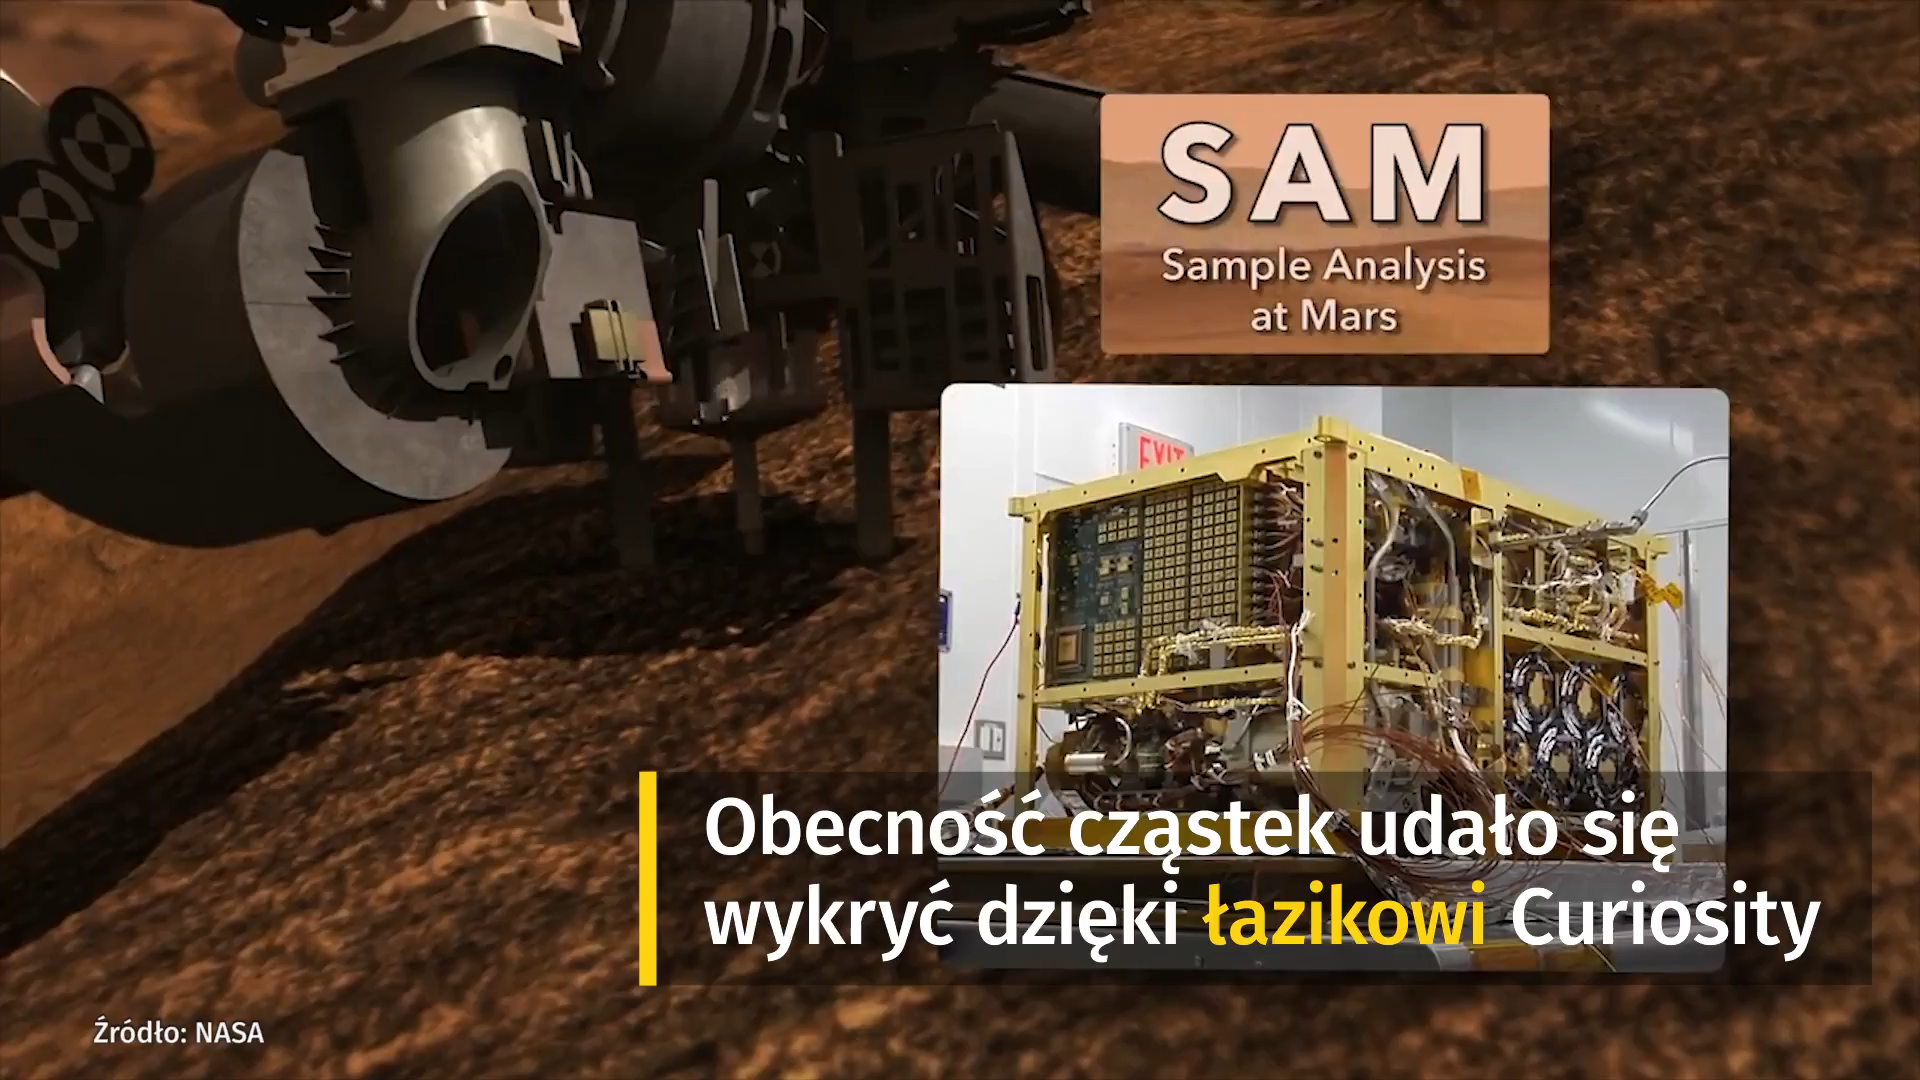 SAM
Sample Analysis
at Mars
EXIT
Obecność cząstek udało się
wykryć dzięki łazikowi Curiosity
Źródło: NASA